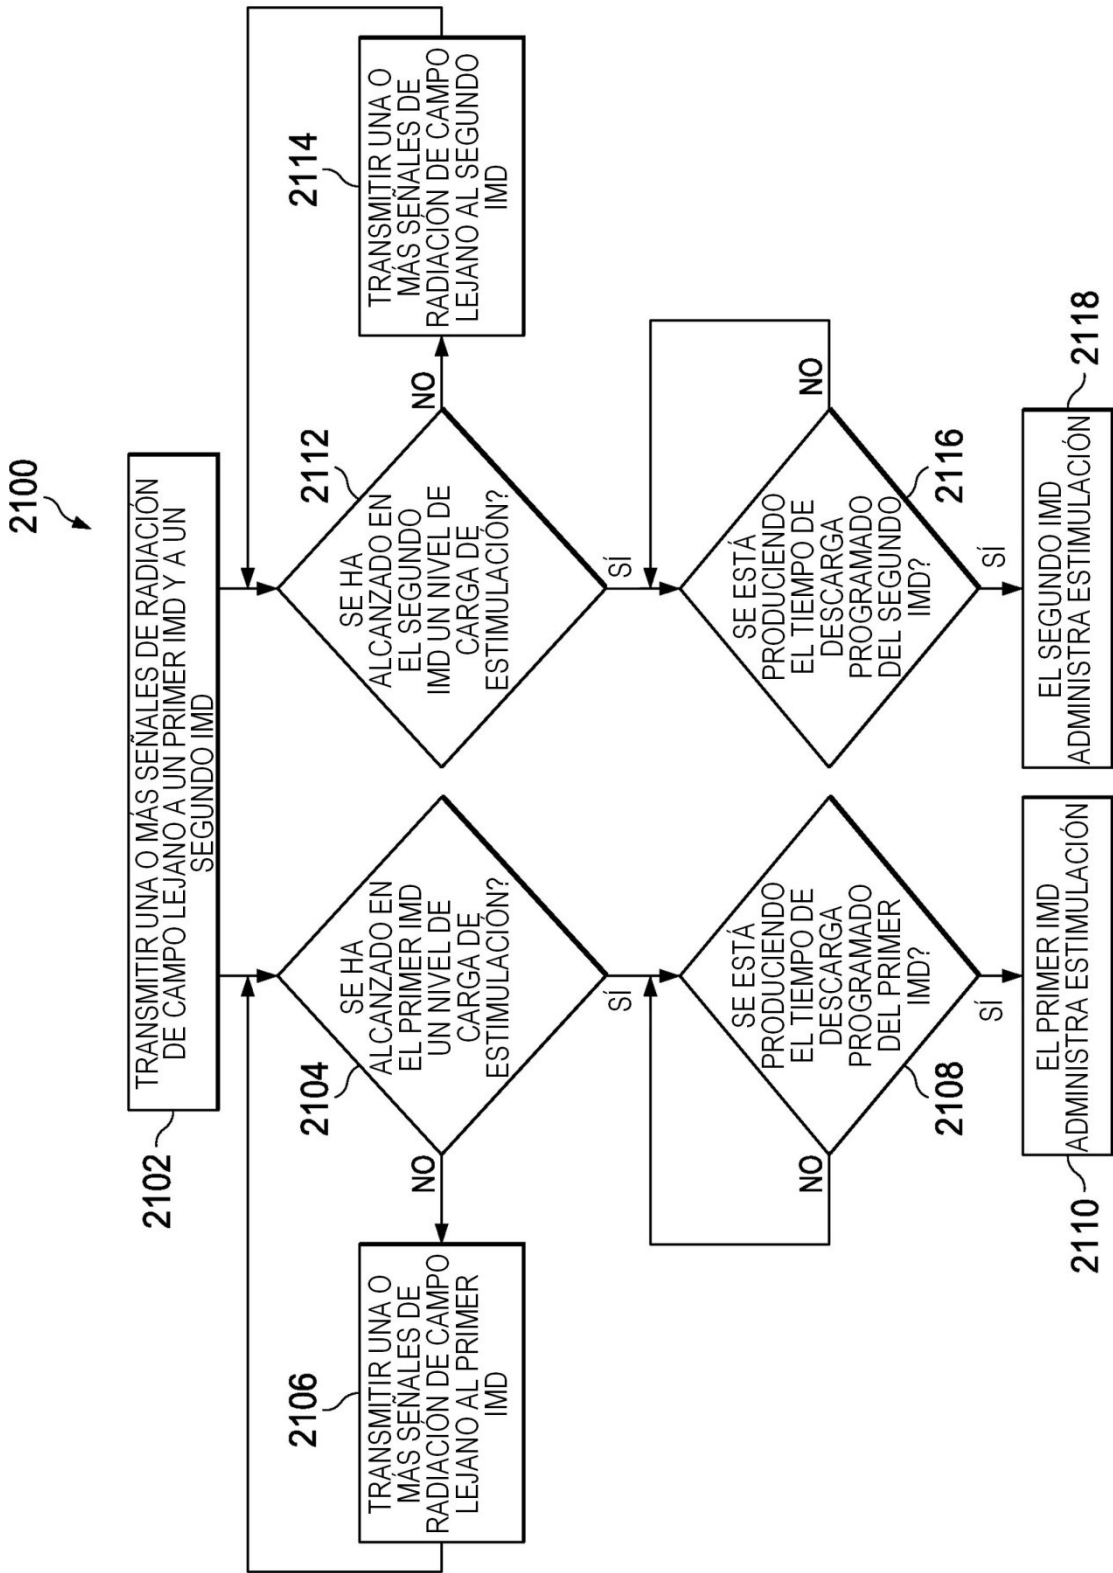 2100
TRANSMITIR UNA O MÁS SEÑALES DE RADIACIÓN
DE CAMPO LEJANO A UN PRIMER IMD Y A UN
SEGUNDO IMD
2102
SE HA
ALCANZADO EN
EL PRIMER IMD
UN NIVEL DE
CARGA DE
ESTIMULACIÓN?
2104
NO
SÍ
TRANSMITIR UNA O
MÁS SEÑALES DE
RADIACIÓN DE CAMPO
LEJANO AL PRIMER
IMD
2106
SE ESTÁ
PRODUCIENDO
EL TIEMPO DE
DESCARGA
PROGRAMADO
DEL PRIMER
IMD?
2108
NO
SÍ
EL PRIMER IMD
ADMINISTRA ESTIMULACIÓN
2110
SE HA
ALCANZADO EN
EL SEGUNDO
IMD UN NIVEL DE
CARGA DE
ESTIMULACIÓN?
2112
NO
SÍ
TRANSMITIR UNA O
MÁS SEÑALES DE
RADIACIÓN DE CAMPO
LEJANO AL SEGUNDO
IMD
2114
SE ESTÁ
PRODUCIENDO
EL TIEMPO DE
DESCARGA
PROGRAMADO
DEL SEGUNDO
IMD?
2116
NO
SÍ
EL SEGUNDO IMD
ADMINISTRA ESTIMULACIÓN
2118